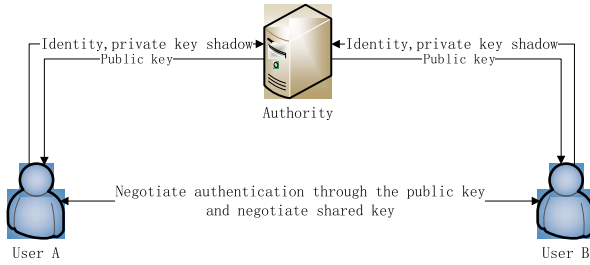 Identity,private key shadow
Identity,private key shadow
Public key
Public key
Authority
Negotiate authentication through the public key
and negotiate shared key
User A
User B